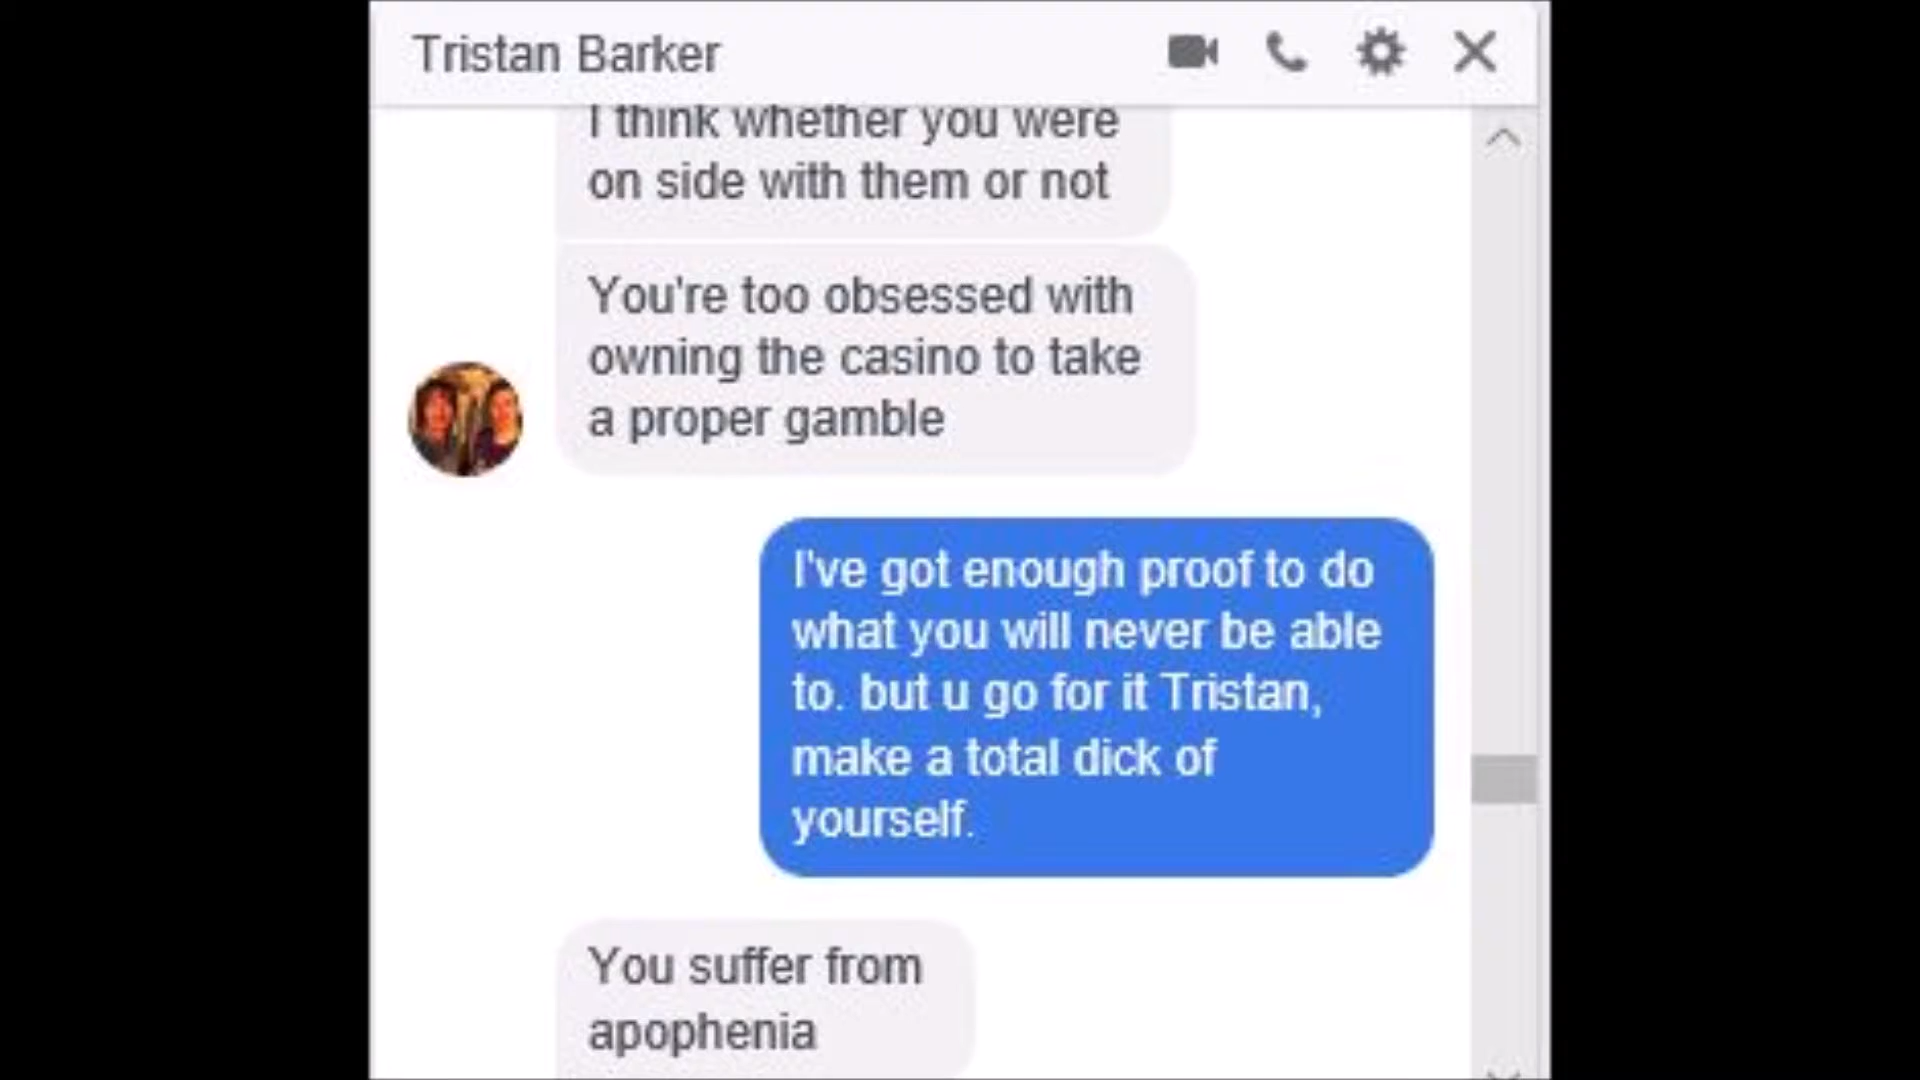 Tristan Barker
I think whether you were
on side with them or not
You're too obsessed with
owning the casino to take
a proper gamble
I've got enough proof to do
what you will never be able
to. but u go for it Tristan,
make a total dick of
yourself.
You suffer from
apophenia